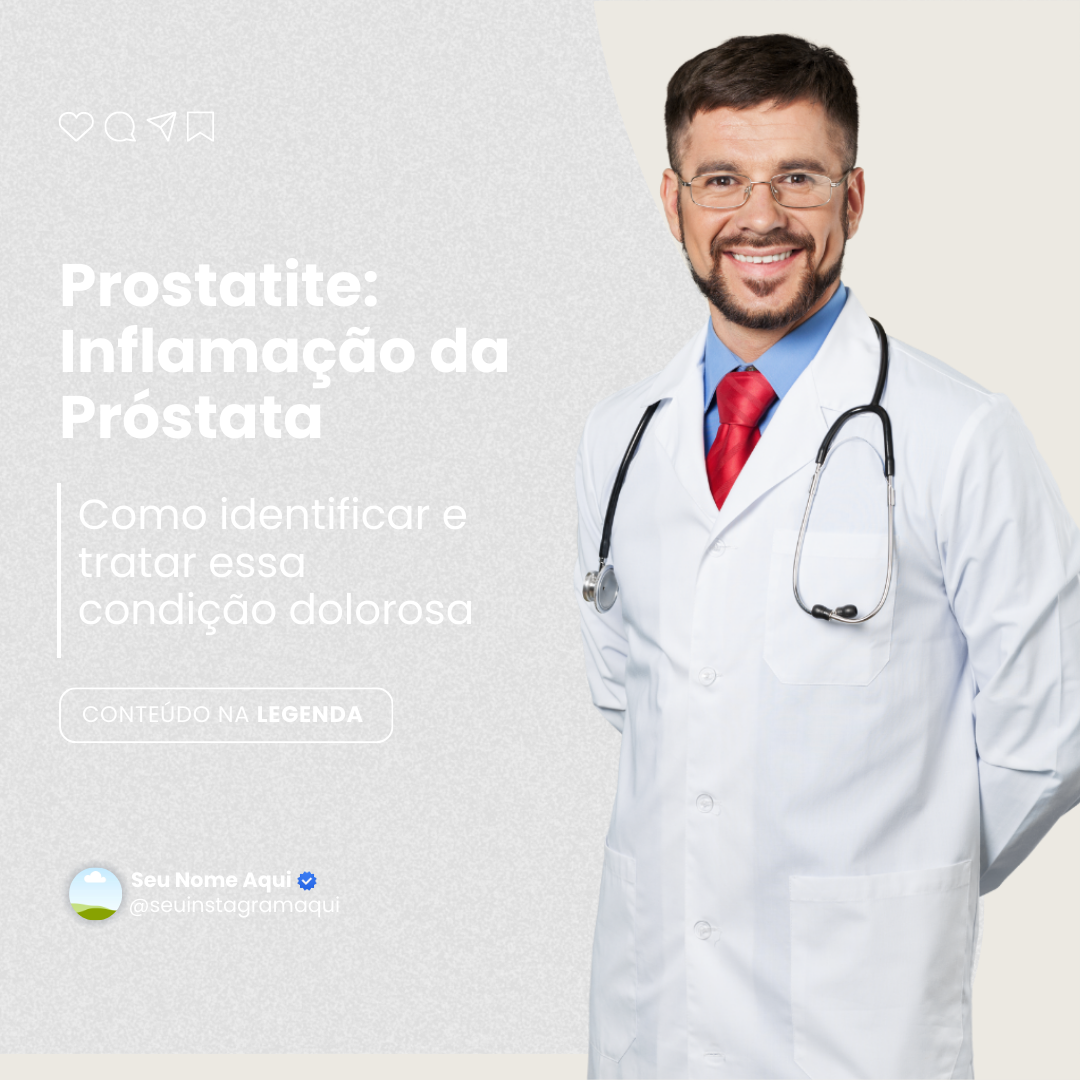 Prostatite:
Inflamação da
Próstata
Como identificar e
tratar essa
condição dolorosa
CONTEÚDO NA LEGENDA
Seu Nome Aqui
@seuinstagramaqui